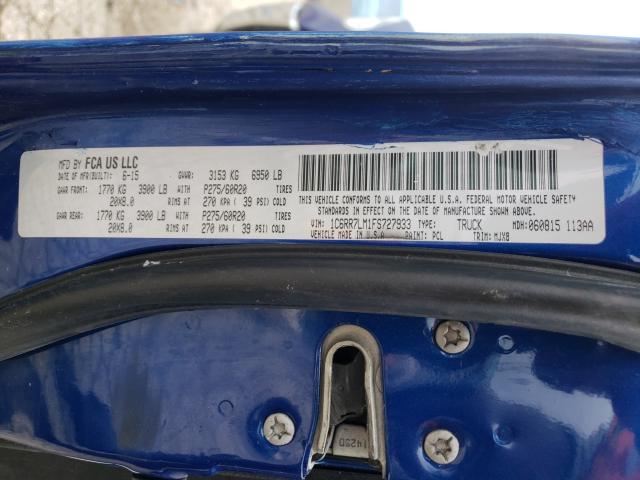 MFD BY FCA US LLC
DATE OF MFR(BUILT): 6-15 GVWR: 3153 KG 6950 LB
GAWR FRONT: 1770 KG 3900 LB WITH P275/60R20 TIRES
20X8.0 RIMS AT 270 KPA ( 39 PSI) COLD
GAWR REAR: 1770 KG 3900 LB WITH P275/60R20 TIRES
20X8.0 RIMS AT 270 KPA ( 39 PSI) COLD
THIS VEHICLE CONFORMS TO ALL APPLICABLE U.S.A. FEDERAL MOTOR VEHICLE SAFETY
STANDARDS IN EFFECT ON THE DATE OF MANUFACTURE SHOWN ABOVE.
VIN: 1C6RR7LM1FS727933 TYPE: TRUCK MDH:060815 113AA
MADE IN U.S.A. PAINT: PCL TRIM: MJX8
1425D